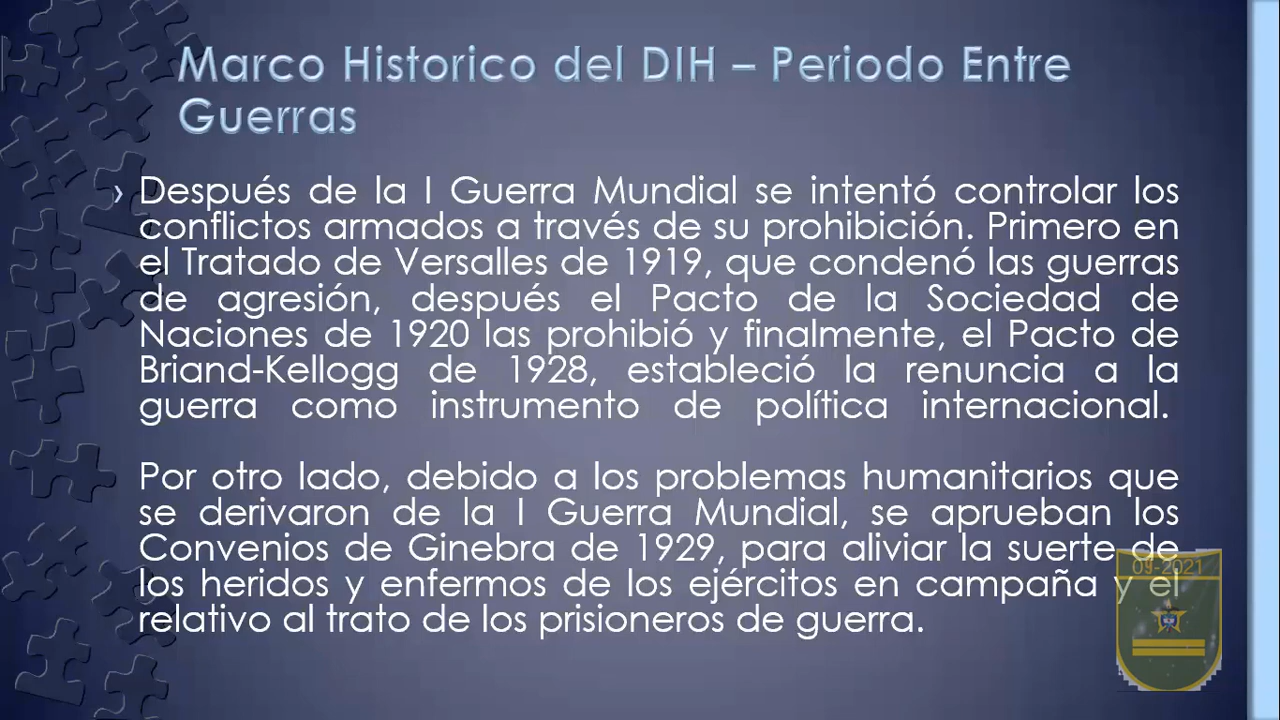 Marco Historico del DIH – Periodo Entre
Guerras
› Después de la I Guerra Mundial se intentó controlar los
conflictos armados a través de su prohibición. Primero en
el Tratado de Versalles de 1919, que condenó las guerras
de agresión, después el Pacto de la Sociedad de
Naciones de 1920 las prohibió y finalmente, el Pacto de
Briand-Kellogg de 1928, estableció la renuncia a la
guerra como instrumento de política internacional.
Por otro lado, debido a los problemas humanitarios que
se derivaron de la I Guerra Mundial, se aprueban los
Convenios de Ginebra de 1929, para aliviar la suerte de
los heridos y enfermos de los ejércitos en campaña y el
relativo al trato de los prisioneros de guerra.
09-2021